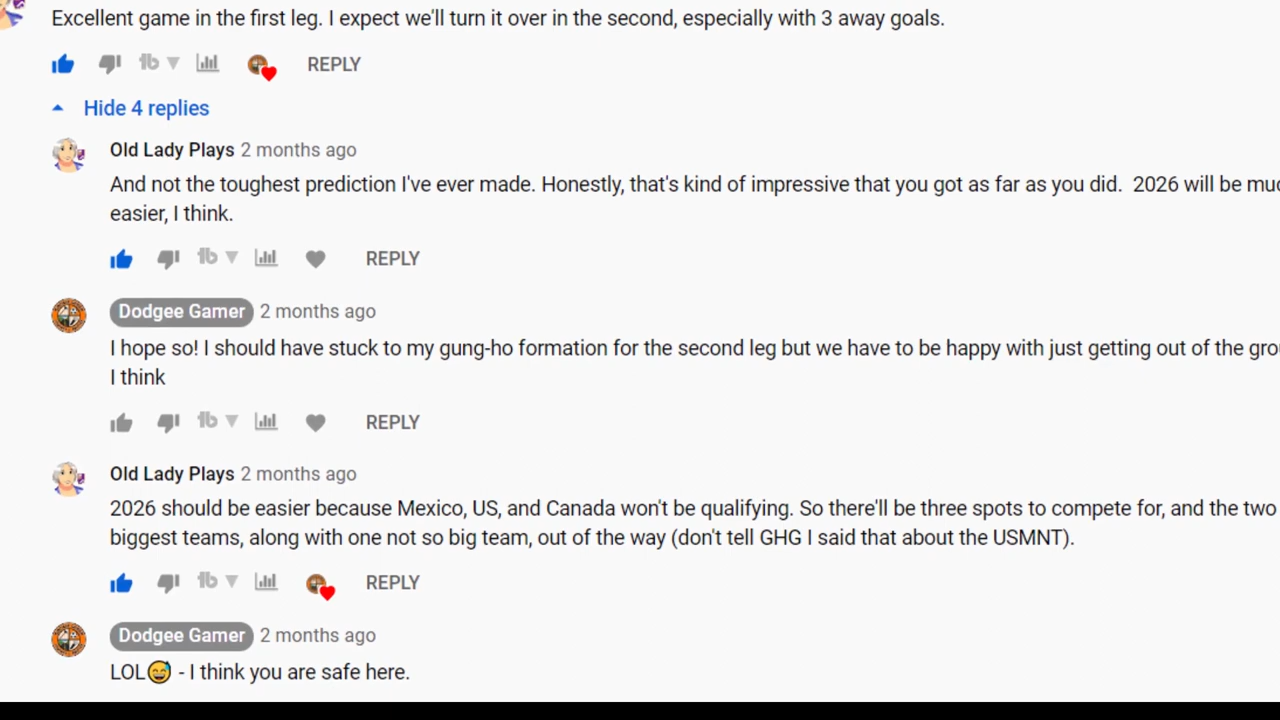 Excellent game in the first leg. I expect we'll turn it over in the second, especially with 3 away goals.
REPLY
Hide 4 replies
Old Lady Plays 2 months ago
And not the toughest prediction I've ever made. Honestly, that's kind of impressive that you got as far as you did.  2026 will be
easier, I think.
REPLY
Dodgee Gamer 2 months ago
I hope so! I should have stuck to my gung-ho formation for the second leg but we have to be happy with just getting out of the
I think
REPLY
Old Lady Plays 2 months ago
2026 should be easier because Mexico, US, and Canada won't be qualifying. So there'll be three spots to compete for, and the two
biggest teams, along with one not so big team, out of the way (don't tell GHG I said that about the USMNT).
REPLY
Dodgee Gamer 2 months ago
LOL😅 - I think you are safe here.